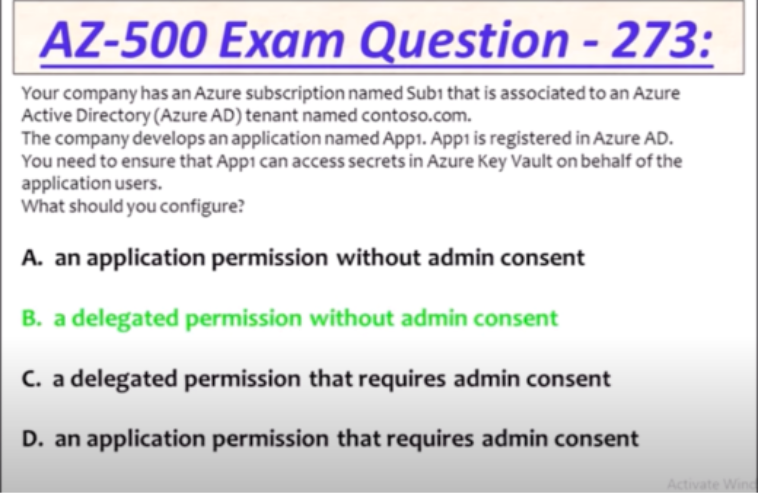 AZ-500 Exam Question - 273:
Your company has an Azure subscription named Sub1 that is associated to an Azure
Active Directory (Azure AD) tenant named contoso.com.
The company develops an application named App1. App1 is registered in Azure AD.
You need to ensure that App1 can access secrets in Azure Key Vault on behalf of the
application users.
What should you configure?
A. an application permission without admin consent
B. a delegated permission without admin consent
C. a delegated permission that requires admin consent
D. an application permission that requires admin consent
Activate Wind